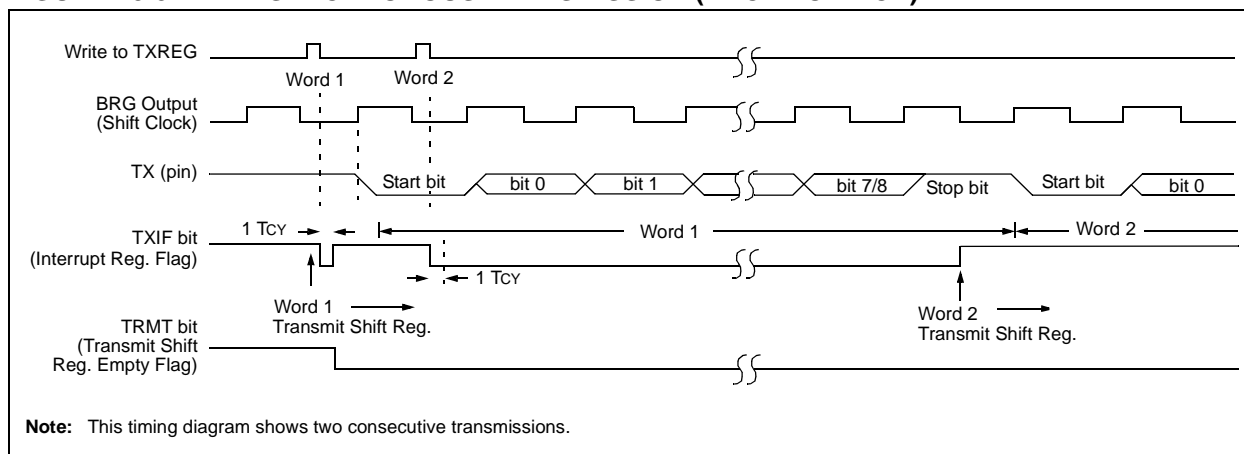 Write to TXREG
Word 1
Word 2
BRG Output
(Shift Clock)
TX (pin)
Start bit
bit 0
bit 1
bit 7/8
Stop bit
Start bit
bit 0
1 TCY
Word 1
Word 2
TXIF bit
(Interrupt Reg. Flag)
1 TCY
Word 1
Transmit Shift Reg.
Word 2
Transmit Shift Reg.
TRMT bit
(Transmit Shift
Reg. Empty Flag)
Note: This timing diagram shows two consecutive transmissions.